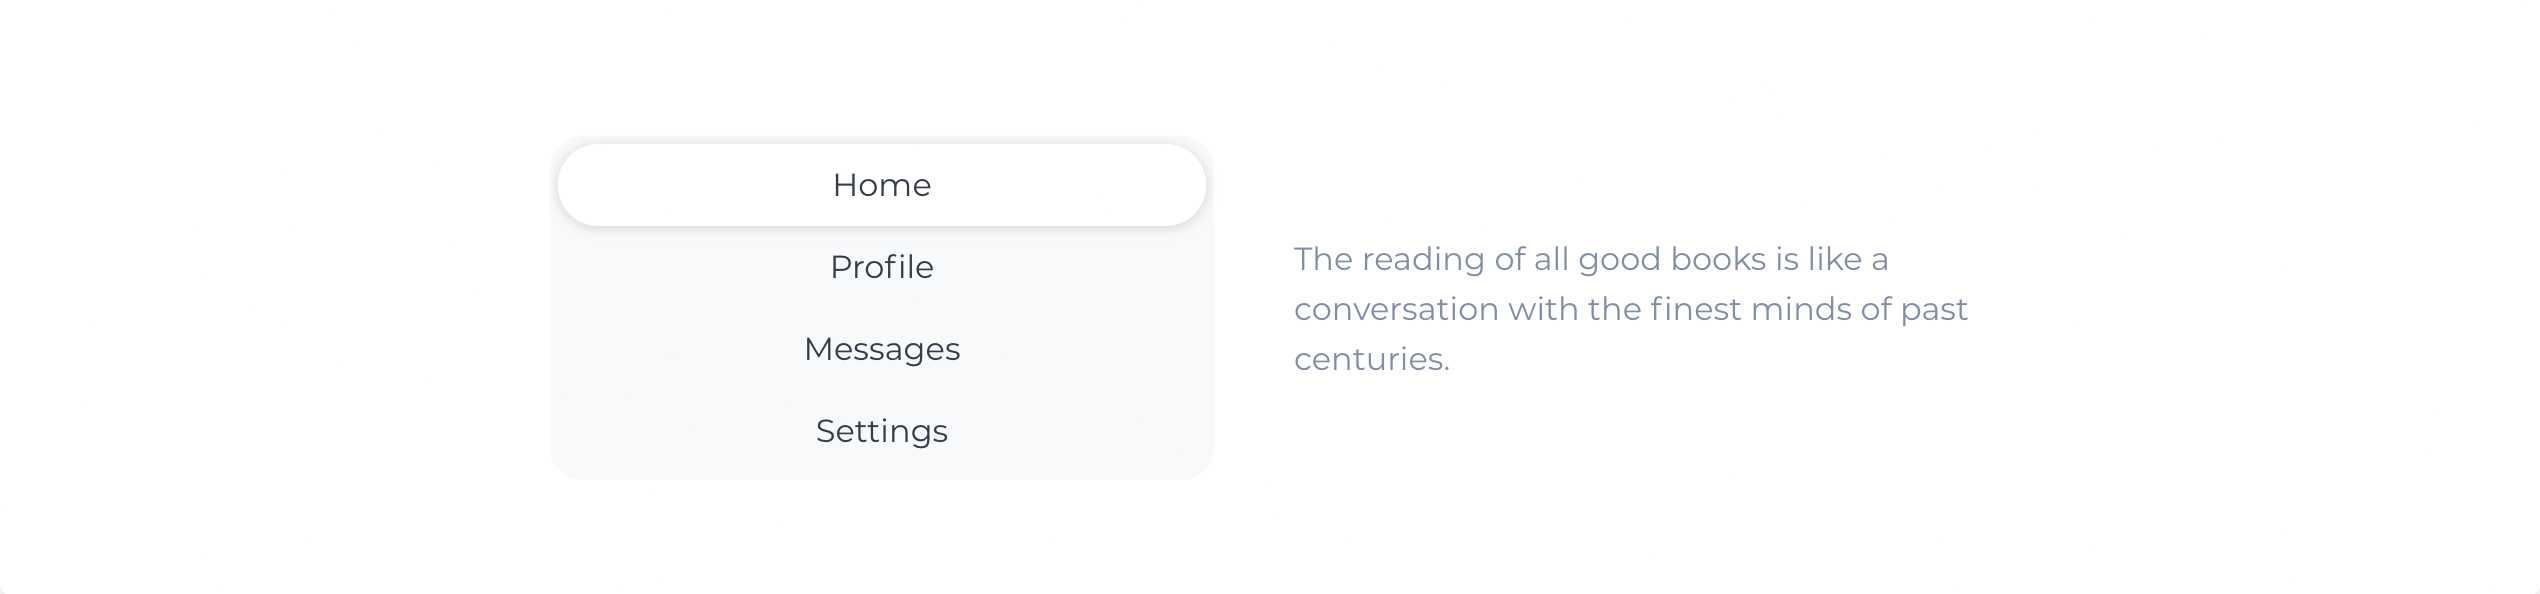 Home
Profile
Messages
Settings
The reading of all good books is like a
conversation with the finest minds of past
centuries.